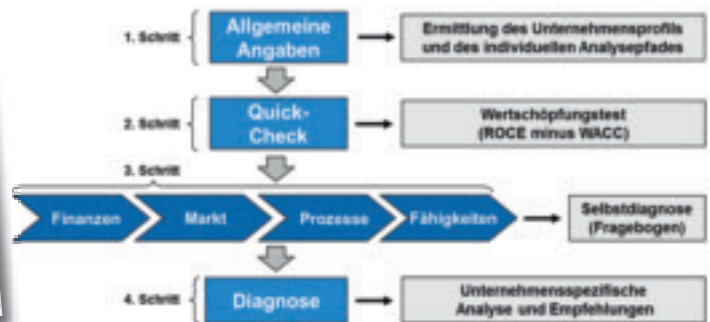 1. Schritt
Allgemeine
Angaben
Ermittlung des Unternehmensprofils
und des individuellen Analysepfades
2. Schritt
Quick-
Check
Wertschöpfungstest
(ROCE minus WACC)
3. Schritt
Finanzen
Markt
Prozesse
Fähigkeiten
Selbstdiagnose
(Fragebogen)
4. Schritt
Diagnose
Unternehmensspezifische
Analyse und Empfehlungen